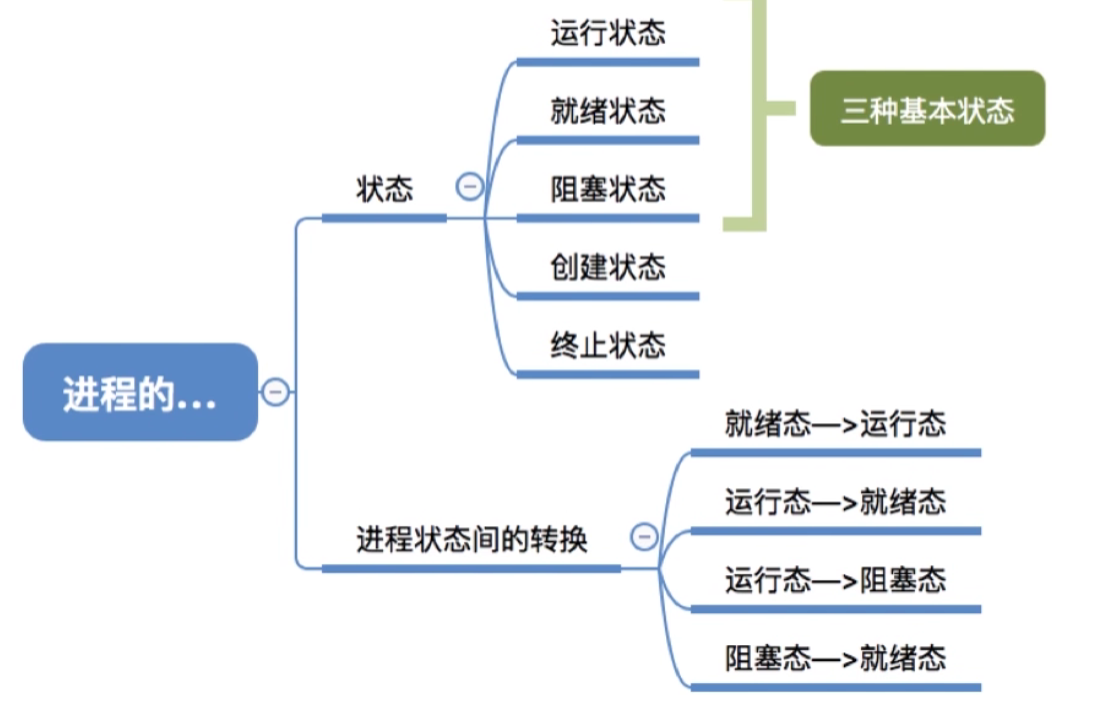 运行状态
就绪状态
三种基本状态
状态
阻塞状态
创建状态
终止状态
进程的...
就绪态—>运行态
运行态—>就绪态
进程状态间的转换
运行态—>阻塞态
阻塞态—>就绪态